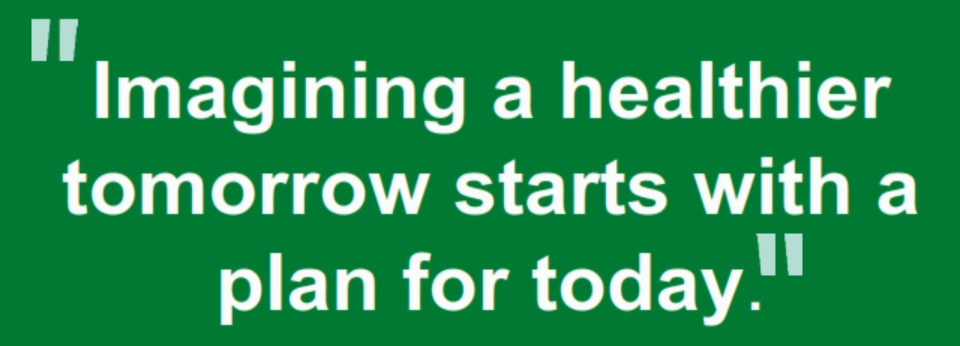 "Imagining a healthier
tomorrow starts with a
plan for today."